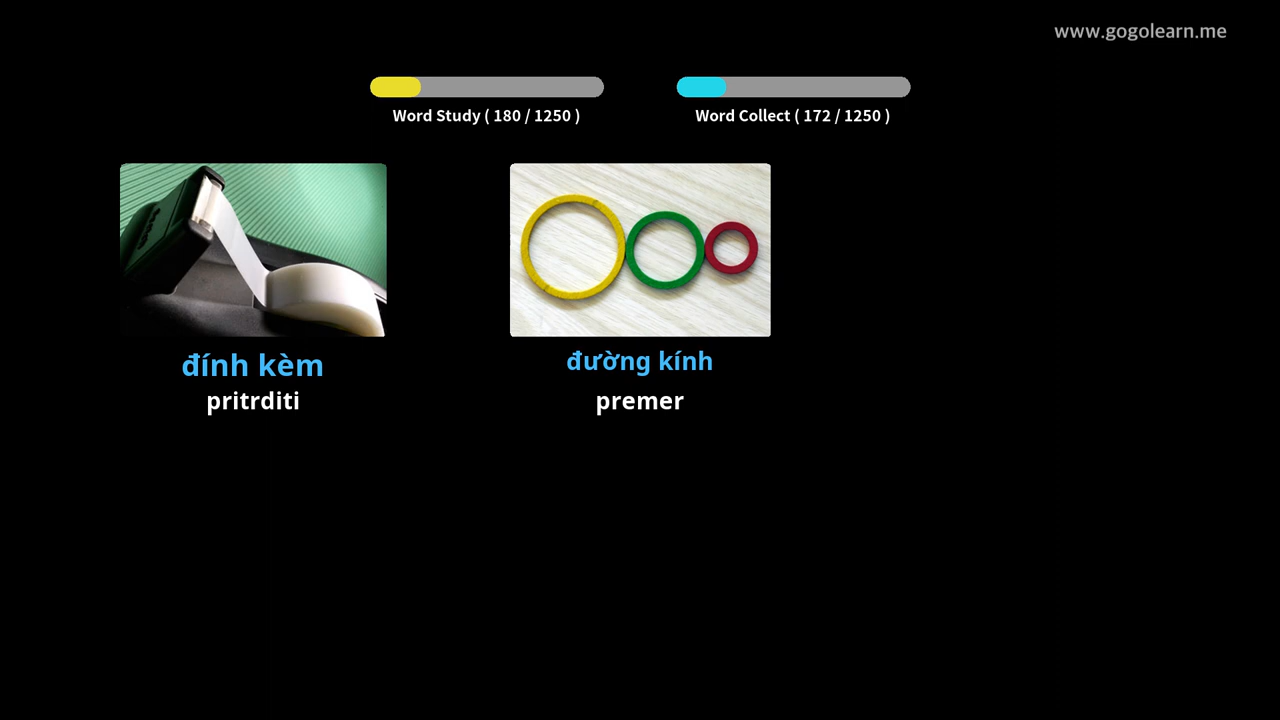 www.gogolearn.me
Word Study ( 180 / 1250 )
Word Collect ( 172 / 1250 )
đính kèm
pritrditi
đường kính
premer